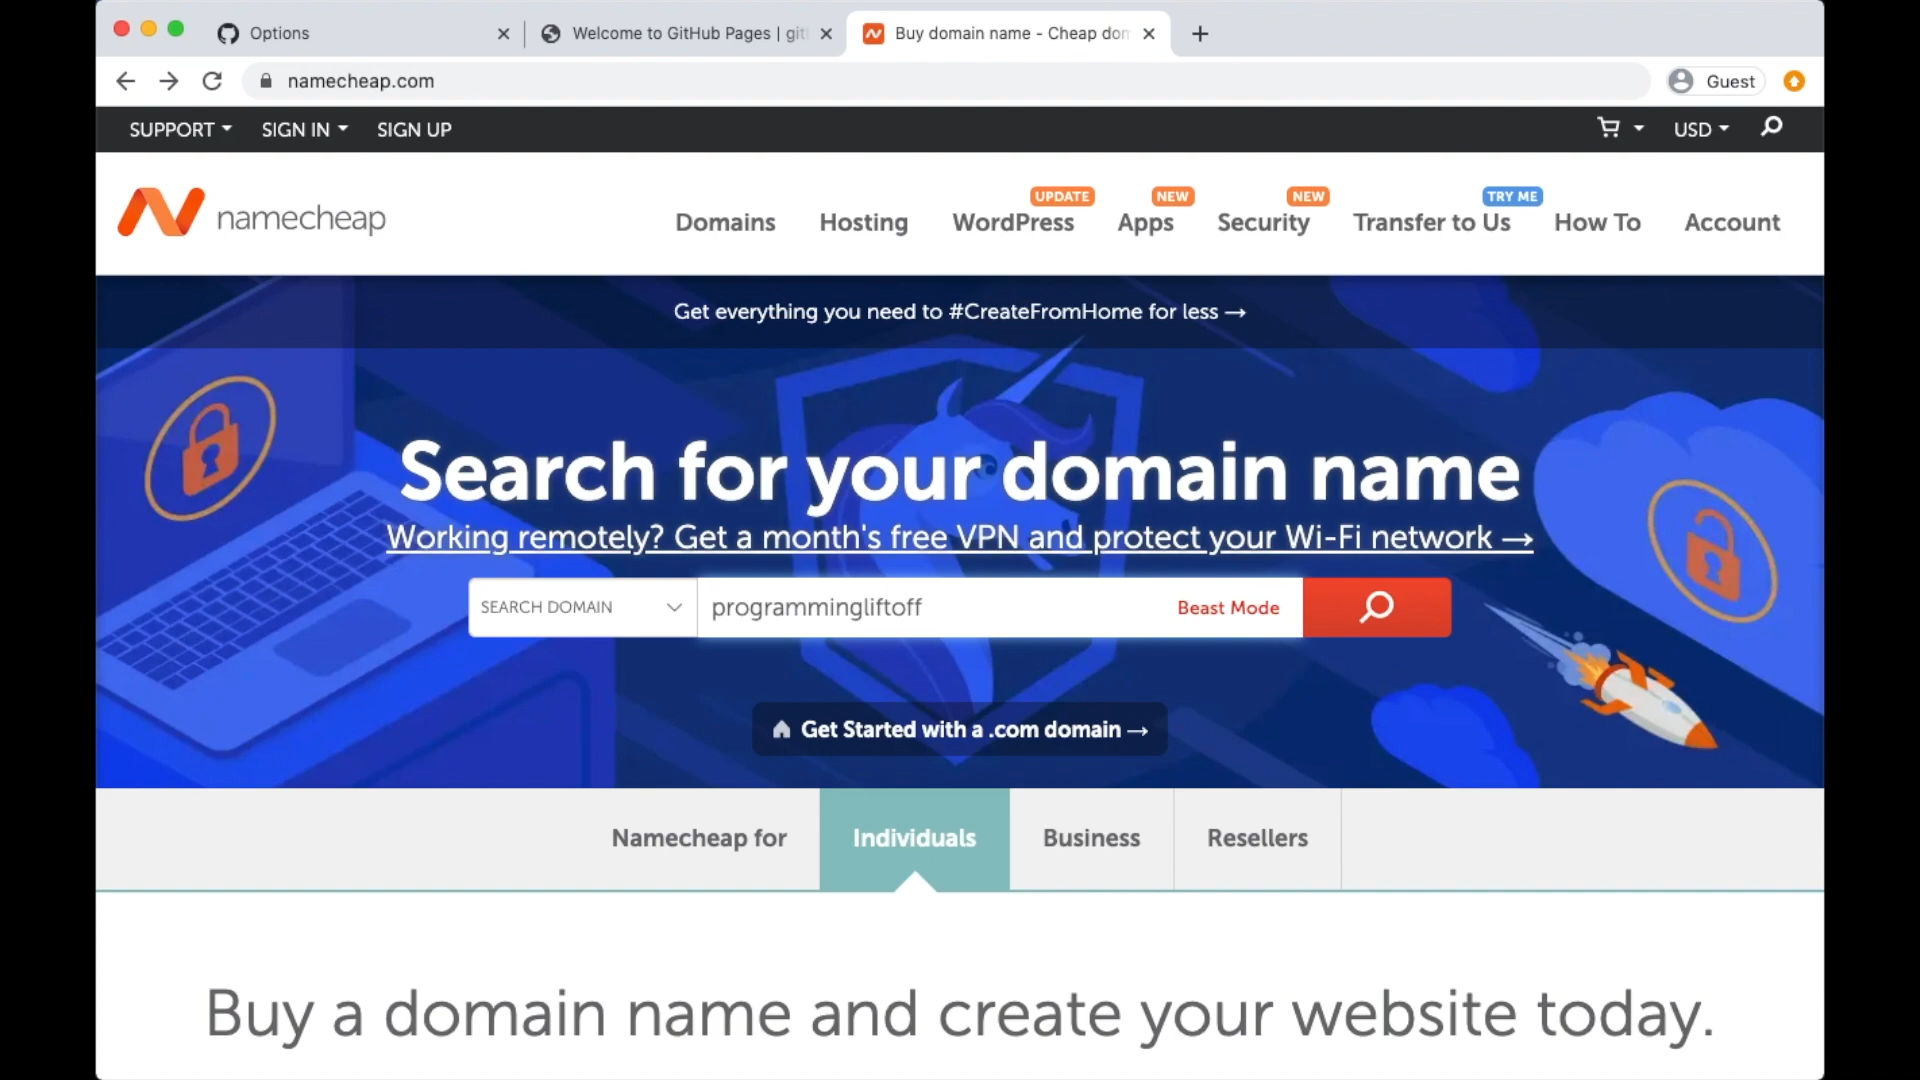 Options
Welcome to GitHub Pages | git
Buy domain name - Cheap dom
namecheap.com
Guest
SUPPORT
SIGN IN
SIGN UP
USD
namecheap
Domains
Hosting
UPDATE
WordPress
NEW
Apps
NEW
Security
TRY ME
Transfer to Us
How To
Account
Get everything you need to #CreateFromHome for less →
Search for your domain name
Working remotely? Get a month's free VPN and protect your Wi-Fi network →
SEARCH DOMAIN
programmingliftoff
Beast Mode
Get Started with a .com domain →
Namecheap for
Individuals
Business
Resellers
Buy a domain name and create your website today.